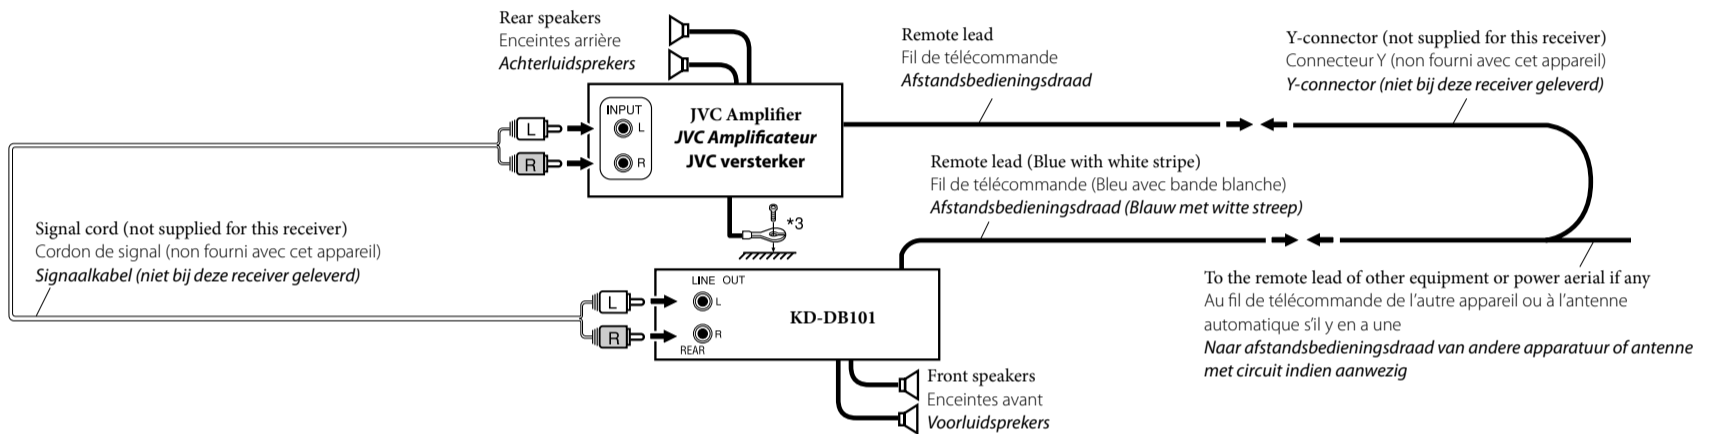 Rear speakers
Enceintes arrière
Achterluidsprekers
Remote lead
Fil de télécommande
Afstandsbedieningsdraad
Y-connector (not supplied for this receiver)
Connecteur Y (non fourni avec cet appareil)
Y-connector (niet bij deze receiver geleverd)
INPUT
L
L
R
R
JVC Amplifier
JVC Amplificateur
JVC versterker
Remote lead (Blue with white stripe)
Fil de télécommande (Bleu avec bande blanche)
Afstandsbedieningsdraad (Blauw met witte streep)
*3
Signal cord (not supplied for this receiver)
Cordon de signal (non fourni avec cet appareil)
Signaalkabel (niet bij deze receiver geleverd)
LINE OUT
L
L
R
R
REAR
KD-DB101
To the remote lead of other equipment or power aerial if any
Au fil de télécommande de l'autre appareil ou à l'antenne
automatique s'il y en a une
Naar afstandsbedieningsdraad van andere apparatuur of antenne
met circuit indien aanwezig
Front speakers
Enceintes avant
Voorluidsprekers